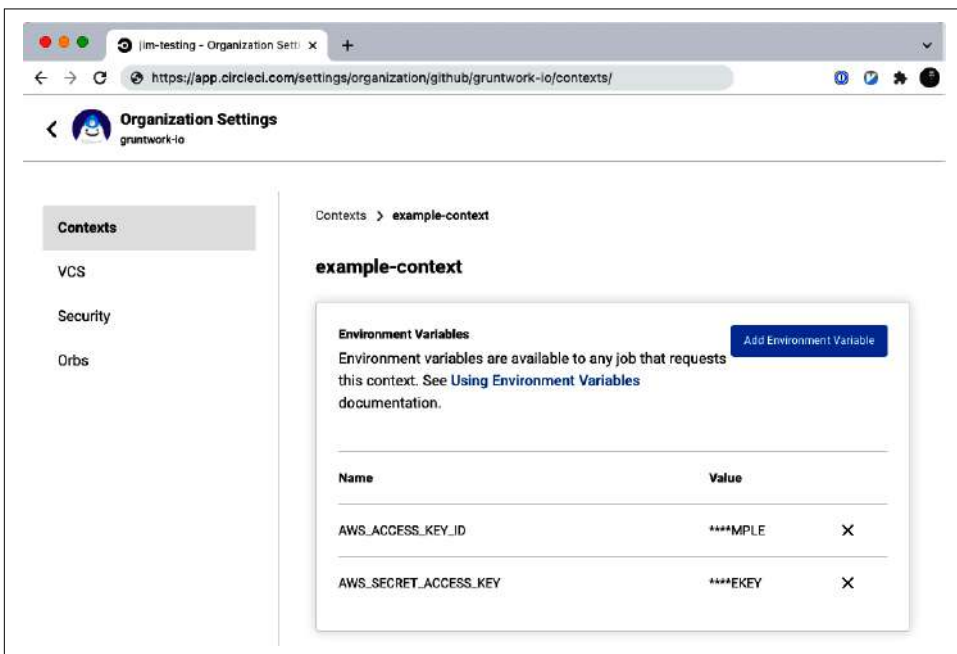 jim-testing - Organization Setti
https://app.circleci.com/settings/organization/github/gruntwork-io/contexts/
Organization Settings
gruntwork-io
Contexts
VCS
Security
Orbs
Contexts > example-context
example-context
Environment Variables
Add Environment Variable
Environment variables are available to any job that requests
this context. See Using Environment Variables
documentation.
Name Value
AWS_ACCESS_KEY_ID ****MPLE
AWS_SECRET_ACCESS_KEY ****EKEY